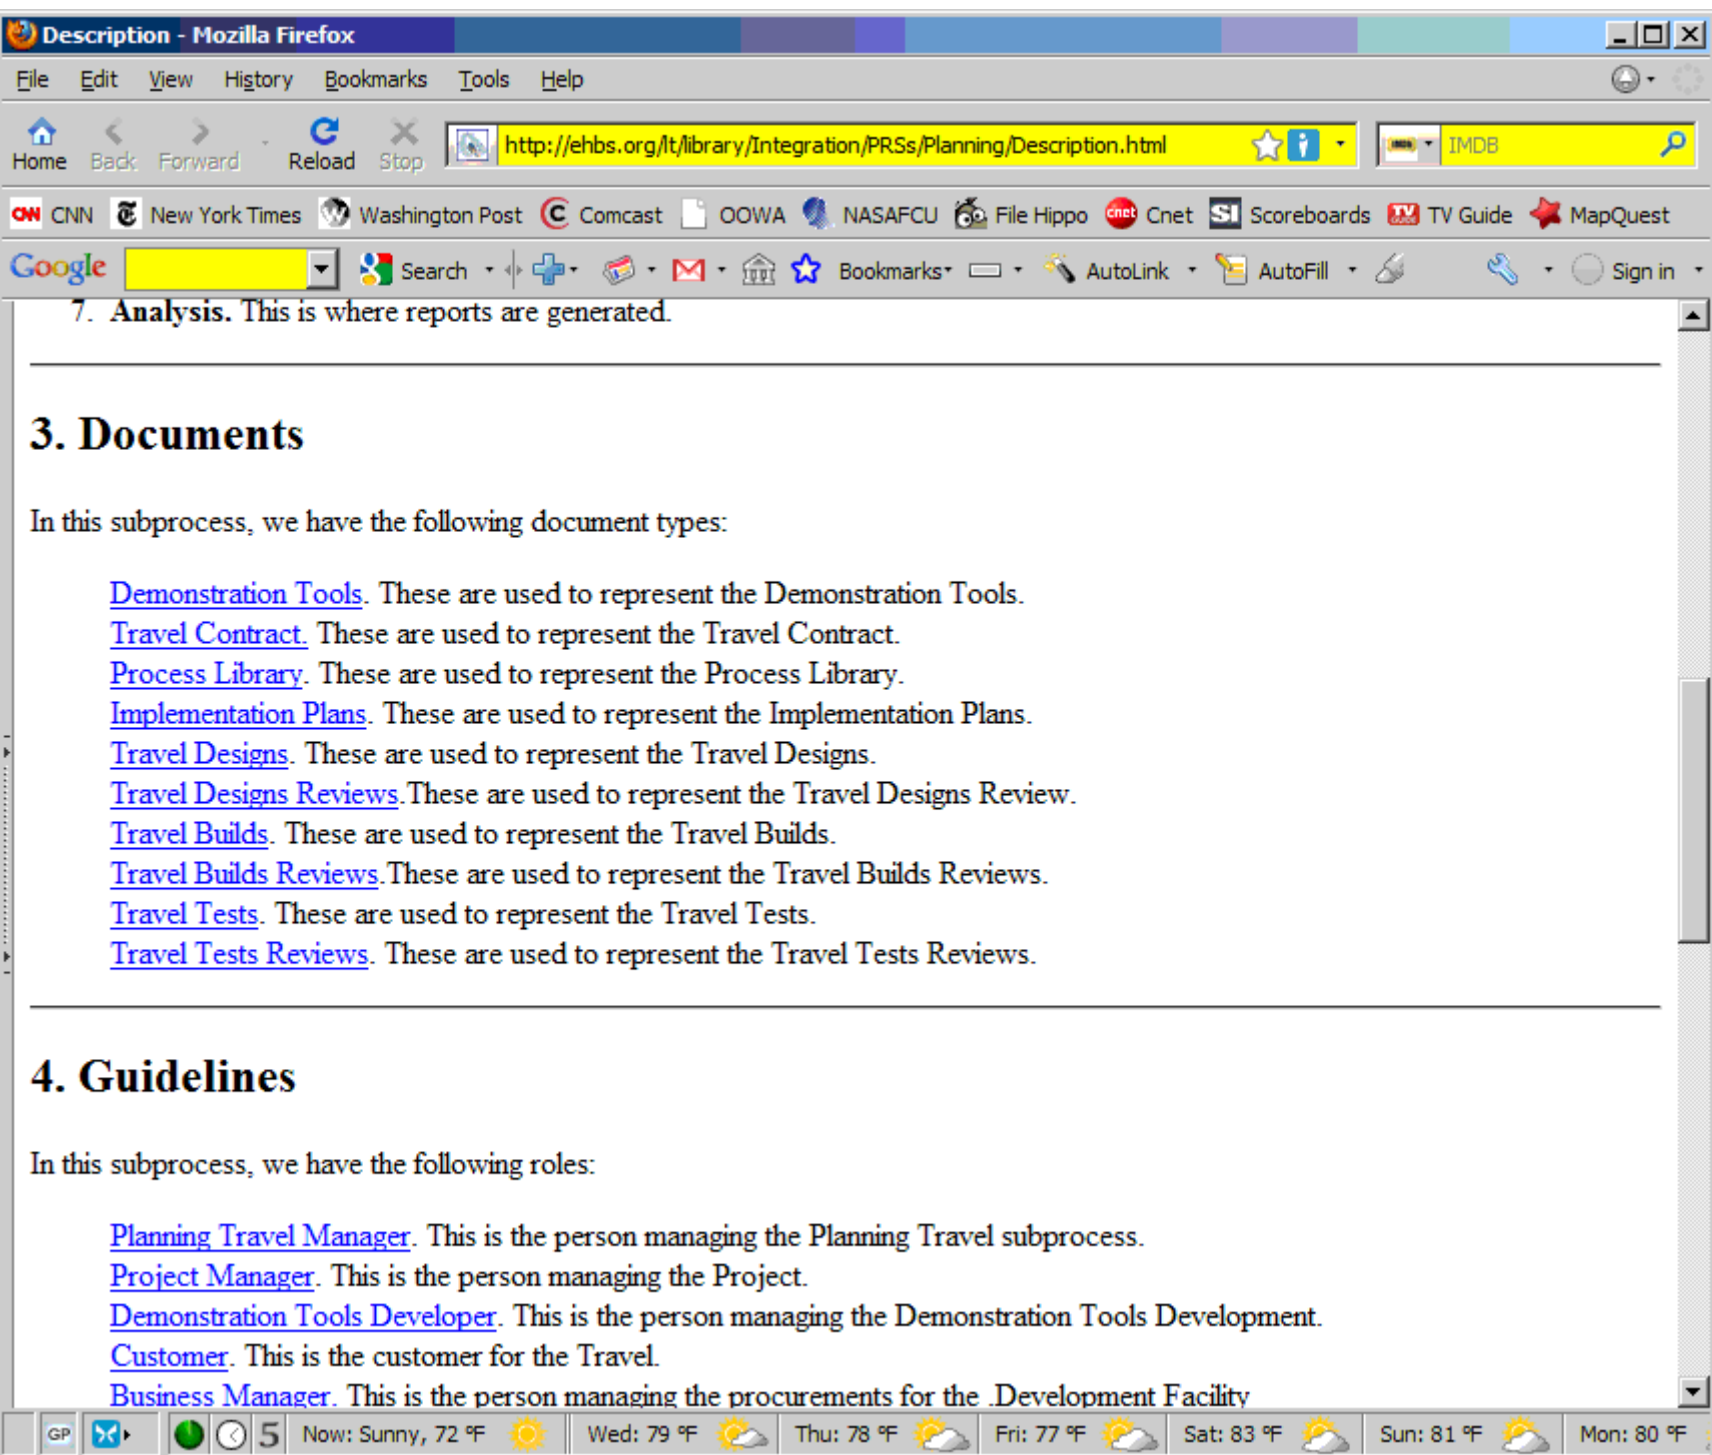 Description - Mozilla Firefox
File Edit View History Bookmarks Tools Help
Home Back Forward Reload Stop http://ehbs.org/lt/library/Integration/PRSs/Planning/Description.html IMDB
CNN CNN New York Times Washington Post Comcast OOWA NASAFCU File Hippo cnet Cnet SI Scoreboards TV Guide MapQuest
Google Search Bookmarks AutoLink AutoFill Sign in
7. Analysis. This is where reports are generated.
3. Documents
In this subprocess, we have the following document types:
Demonstration Tools. These are used to represent the Demonstration Tools.
Travel Contract. These are used to represent the Travel Contract.
Process Library. These are used to represent the Process Library.
Implementation Plans. These are used to represent the Implementation Plans.
Travel Designs. These are used to represent the Travel Designs.
Travel Designs Reviews.These are used to represent the Travel Designs Review.
Travel Builds. These are used to represent the Travel Builds.
Travel Builds Reviews.These are used to represent the Travel Builds Reviews.
Travel Tests. These are used to represent the Travel Tests.
Travel Tests Reviews. These are used to represent the Travel Tests Reviews.
4. Guidelines
In this subprocess, we have the following roles:
Planning Travel Manager. This is the person managing the Planning Travel subprocess.
Project Manager. This is the person managing the Project.
Demonstration Tools Developer. This is the person managing the Demonstration Tools Development.
Customer. This is the customer for the Travel.
Business Manager. This is the person managing the procurements for the .Development Facility
GP 5 Now: Sunny, 72 °F Wed: 79 °F Thu: 78 °F Fri: 77 °F Sat: 83 °F Sun: 81 °F Mon: 80 °F